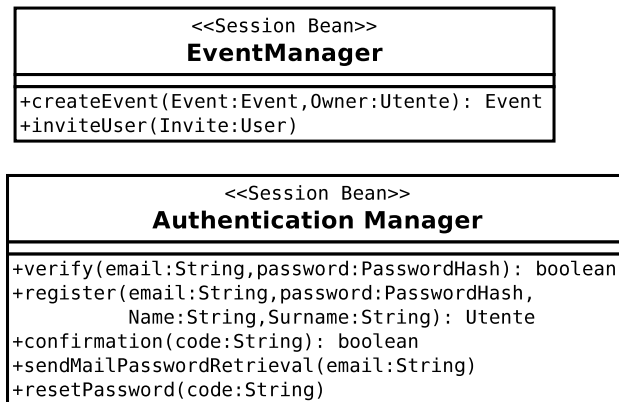 <<Session Bean>>
EventManager
+createEvent(Event:Event,Owner:Utente): Event
+inviteUser(Invite:User)
<<Session Bean>>
Authentication Manager
+verify(email:String,password:PasswordHash): boolean
+register(email:String,password:PasswordHash,
Name:String,Surname:String): Utente
+confirmation(code:String): boolean
+sendMailPasswordRetrieval(email:String)
+resetPassword(code:String)